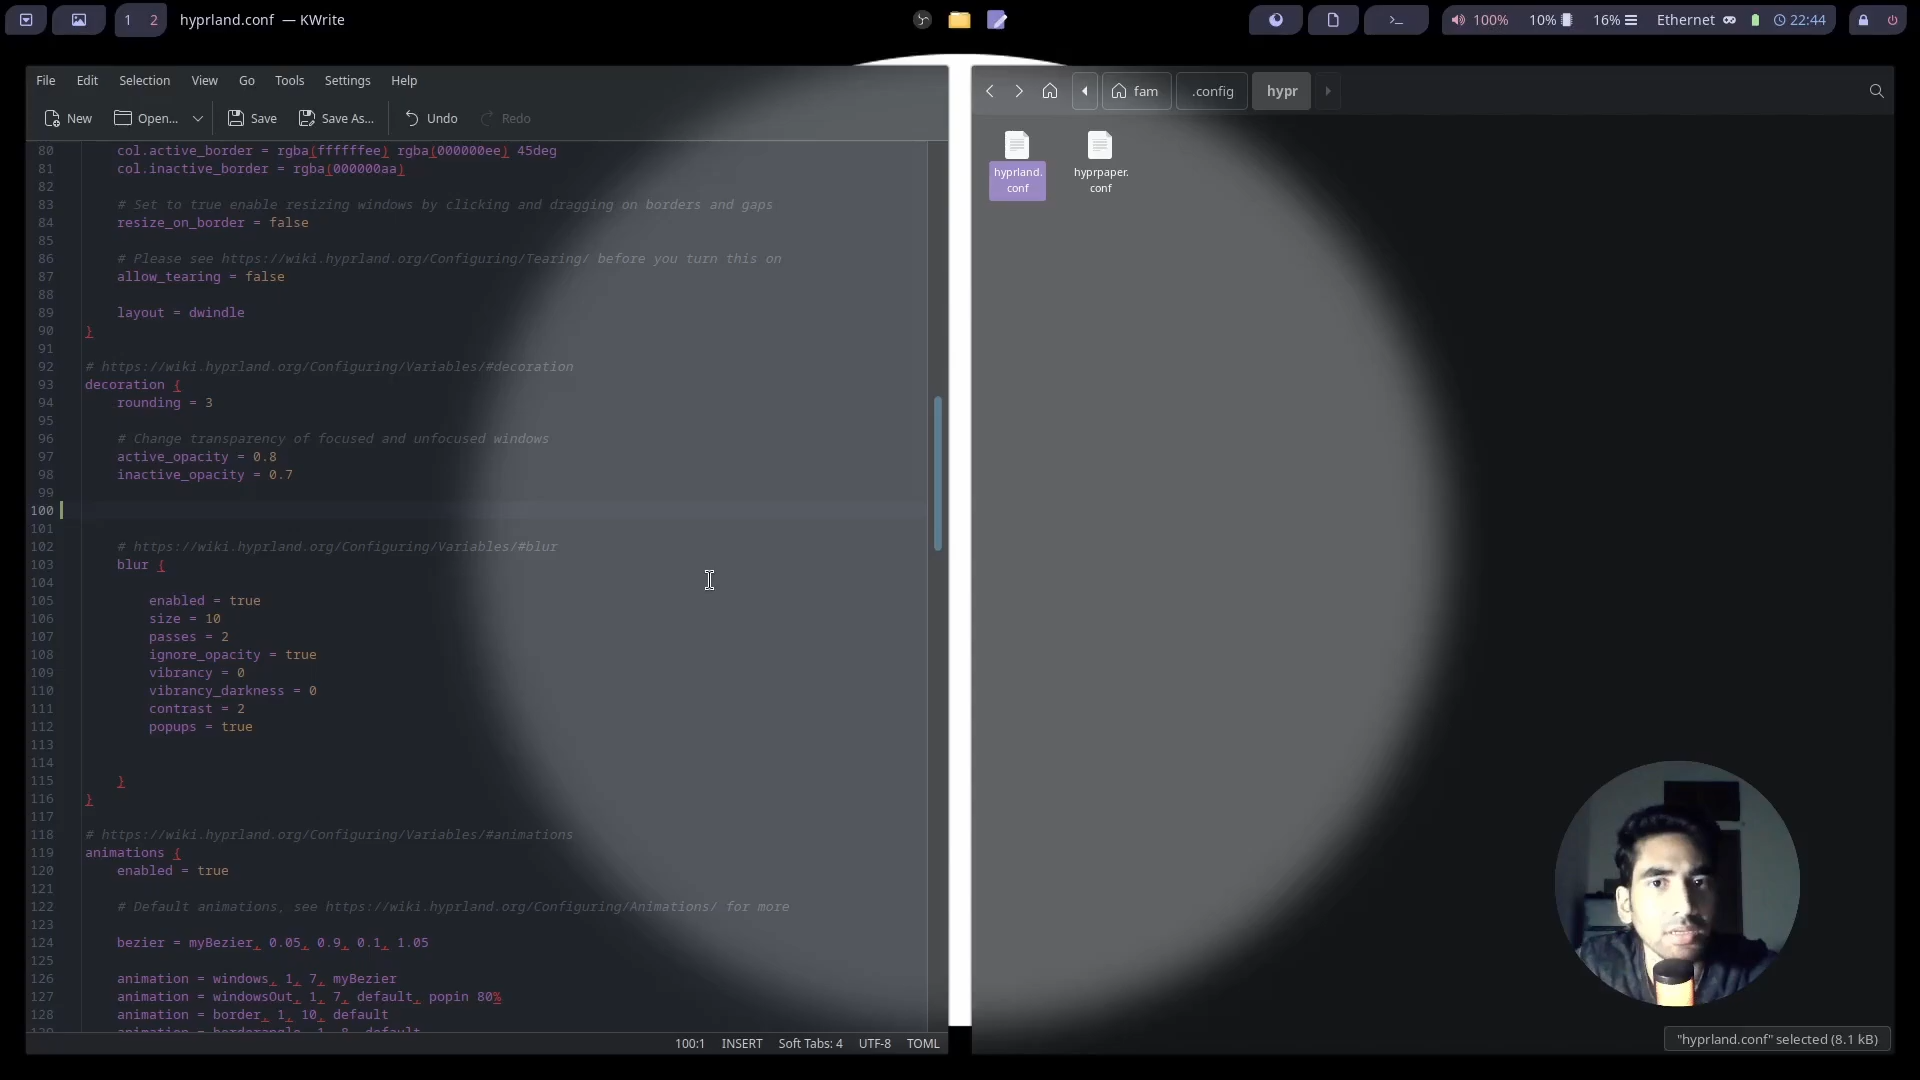 1 2 hyprland.conf — KWrite
>_
100% 10% 16% Ethernet 22:44
File Edit Selection View Go Tools Settings Help
New Open... Save Save As... Undo Redo
80 col.active_border = rgba(ffffffee) rgba(000000ee) 45deg
81 col.inactive_border = rgba(000000aa)
82
83 # Set to true enable resizing windows by clicking and dragging on borders and gaps
84 resize_on_border = false
85
86 # Please see https://wiki.hyprland.org/Configuring/Tearing/ before you turn this on
87 allow_tearing = false
88
89 layout = dwindle
90 }
91
92 # https://wiki.hyprland.org/Configuring/Variables/#decoration
93 decoration {
94 rounding = 3
95
96 # Change transparency of focused and unfocused windows
97 active_opacity = 0.8
98 inactive_opacity = 0.7
99
100
101
102 # https://wiki.hyprland.org/Configuring/Variables/#blur
103 blur {
104
105 enabled = true
106 size = 10
107 passes = 2
108 ignore_opacity = true
109 vibrancy = 0
110 vibrancy_darkness = 0
111 contrast = 2
112 popups = true
113
114
115 }
116 }
117
118 # https://wiki.hyprland.org/Configuring/Variables/#animations
119 animations {
120 enabled = true
121
122 # Default animations, see https://wiki.hyprland.org/Configuring/Animations/ for more
123
124 bezier = myBezier, 0.05, 0.9, 0.1, 1.05
125
126 animation = windows, 1, 7, myBezier
127 animation = windowsOut, 1, 7, default, popin 80%
128 animation = border, 1, 10, default
129 animation = borderangle, 1, 8, default
100:1 INSERT Soft Tabs: 4 UTF-8 TOML
fam .config hypr
hyprland.
conf
hyprpaper.
conf
"hyprland.conf" selected (8.1 kB)